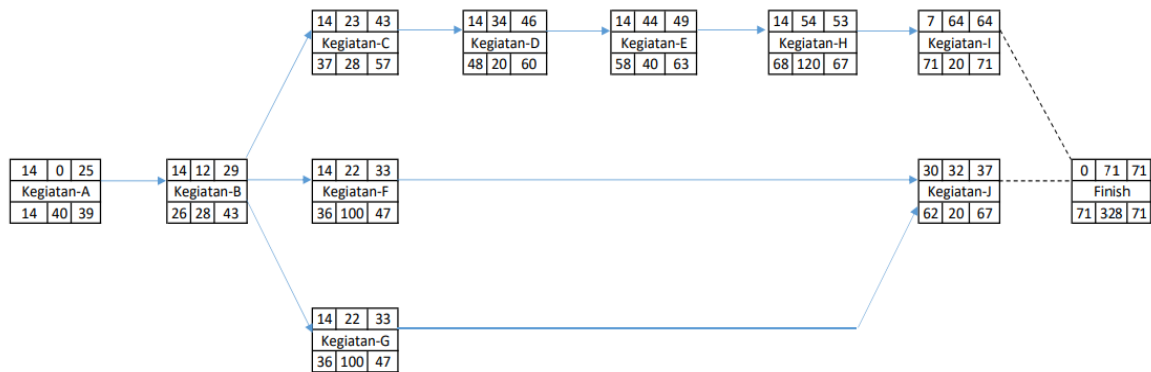 14 23 43
Kegiatan-C
37 28 57
14 34 46
Kegiatan-D
48 20 60
14 44 49
Kegiatan-E
58 40 63
14 54 53
Kegiatan-H
68 120 67
7 64 64
Kegiatan-I
71 20 71
14 0 25
Kegiatan-A
14 40 39
14 12 29
Kegiatan-B
26 28 43
14 22 33
Kegiatan-F
36 100 47
30 32 37
Kegiatan-J
62 20 67
0 71 71
Finish
71 328 71
14 22 33
Kegiatan-G
36 100 47